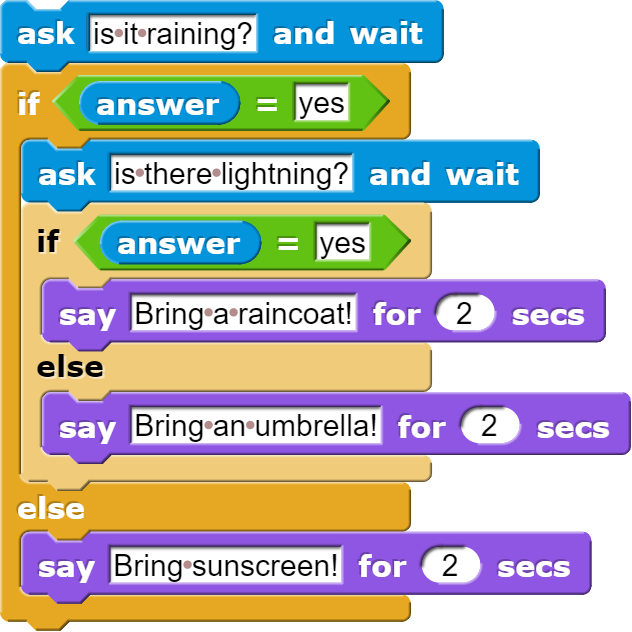 ask is it raining? and wait
if answer = yes
ask is there lightning? and wait
if answer = yes
say Bring a raincoat! for 2 secs
else
say Bring an umbrella! for 2 secs
else
say Bring sunscreen! for 2 secs